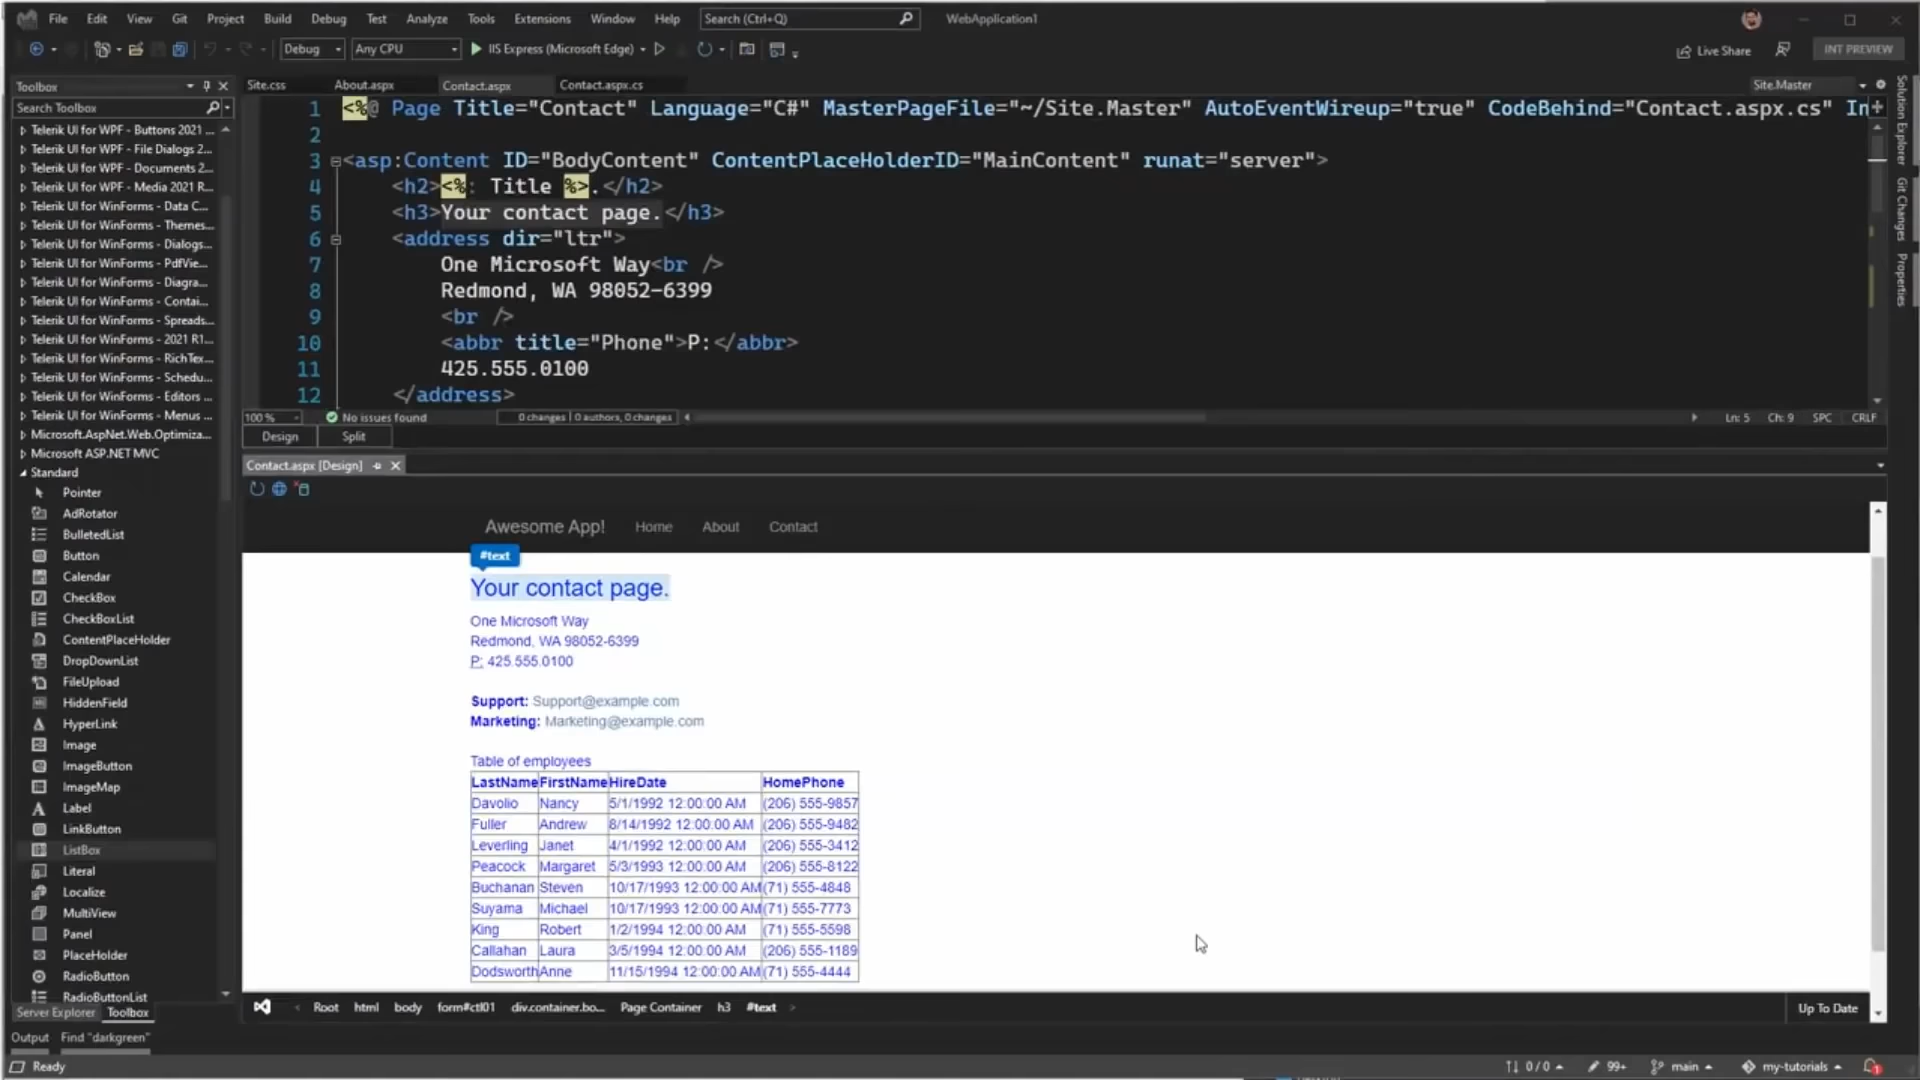 File Edit View Git Project Build Debug Test Analyze Tools Extensions Window Help Search (Ctrl+Q) WebApplication1
Debug Any CPU IIS Express (Microsoft Edge) Live Share INT PREVIEW
Toolbox
Search Toolbox
Telerik UI for WPF - Buttons 2021 ...
Telerik UI for WPF - File Dialogs 2...
Telerik UI for WPF - Documents 2...
Telerik UI for WPF - Media 2021 R...
Telerik UI for WinForms - Data C...
Telerik UI for WinForms - Themes...
Telerik UI for WinForms - Dialogs...
Telerik UI for WinForms - PdfVie...
Telerik UI for WinForms - Diagra...
Telerik UI for WinForms - Contai...
Telerik UI for WinForms - Spreads...
Telerik UI for WinForms - 2021 R1...
Telerik UI for WinForms - RichTex...
Telerik UI for WinForms - Schedu...
Telerik UI for WinForms - Editors ...
Telerik UI for WinForms - Menus ...
Microsoft.AspNet.Web.Optimiza...
Microsoft ASP.NET MVC
Standard
Pointer
AdRotator
BulletedList
Button
Calendar
CheckBox
CheckBoxList
ContentPlaceHolder
DropDownList
FileUpload
HiddenField
HyperLink
Image
ImageButton
ImageMap
Label
LinkButton
ListBox
Literal
Localize
MultiView
Panel
PlaceHolder
RadioButton
RadioButtonList
Server Explorer Toolbox
Site.css About.aspx Contact.aspx Contact.aspx.cs Site.Master
1 <%@ Page Title="Contact" Language="C#" MasterPageFile="~/Site.Master" AutoEventWireup="true" CodeBehind="Contact.aspx.cs" In
2
3 <asp:Content ID="BodyContent" ContentPlaceHolderID="MainContent" runat="server">
4 <h2><%: Title %>.</h2>
5 <h3>Your contact page.</h3>
6 <address dir="ltr">
7 One Microsoft Way<br />
8 Redmond, WA 98052-6399
9 <br />
10 <abbr title="Phone">P:</abbr>
11 425.555.0100
12 </address>
100 % No issues found 0 changes | 0 authors, 0 changes Ln: 5 Ch: 9 SPC CRLF
Design Split
Contact.aspx [Design]
Awesome App! Home About Contact
#text
Your contact page.
One Microsoft Way
Redmond, WA 98052-6399
P: 425.555.0100
Support: Support@example.com
Marketing: Marketing@example.com
Table of employees
LastName FirstName HireDate HomePhone
Davolio Nancy 5/1/1992 12:00:00 AM (206) 555-9857
Fuller Andrew 8/14/1992 12:00:00 AM (206) 555-9482
Leverling Janet 4/1/1992 12:00:00 AM (206) 555-3412
Peacock Margaret 5/3/1993 12:00:00 AM (206) 555-8122
Buchanan Steven 10/17/1993 12:00:00 AM (71) 555-4848
Suyama Michael 10/17/1993 12:00:00 AM (71) 555-7773
King Robert 1/2/1994 12:00:00 AM (71) 555-5598
Callahan Laura 3/5/1994 12:00:00 AM (206) 555-1189
Dodsworth Anne 11/15/1994 12:00:00 AM (71) 555-4444
Root html body form#ctl01 div.container.bo... Page Container h3 #text Up To Date
Solution Explorer
Git Changes
Properties
Output Find "darkgreen"
Ready 0 / 0 99+ main my-tutorials 1